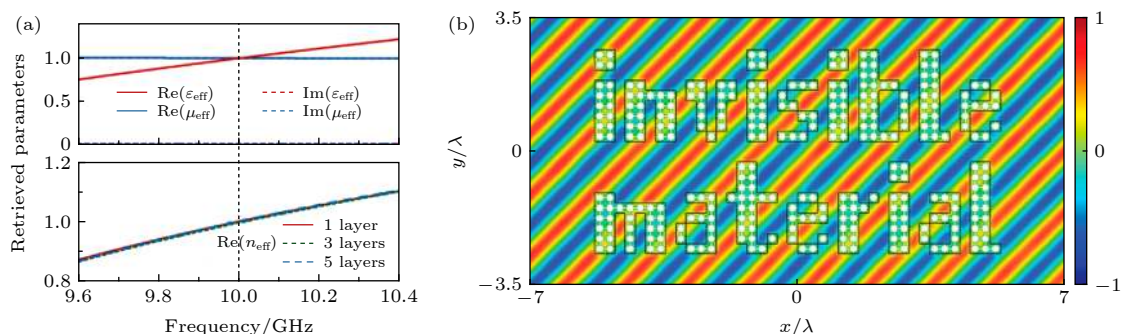 (a)
Retrieved parameters
1.0
0.5
0
Re(εeff)
Im(εeff)
Re(μeff)
Im(μeff)
1.2
1.0
0.8
Re(neff)
1 layer
3 layers
5 layers
9.6 9.8 10.0 10.2 10.4
Frequency/GHz
(b)
3.5
0
−3.5
y/λ
invisible
material
−7 0 7
x/λ
1
0
−1